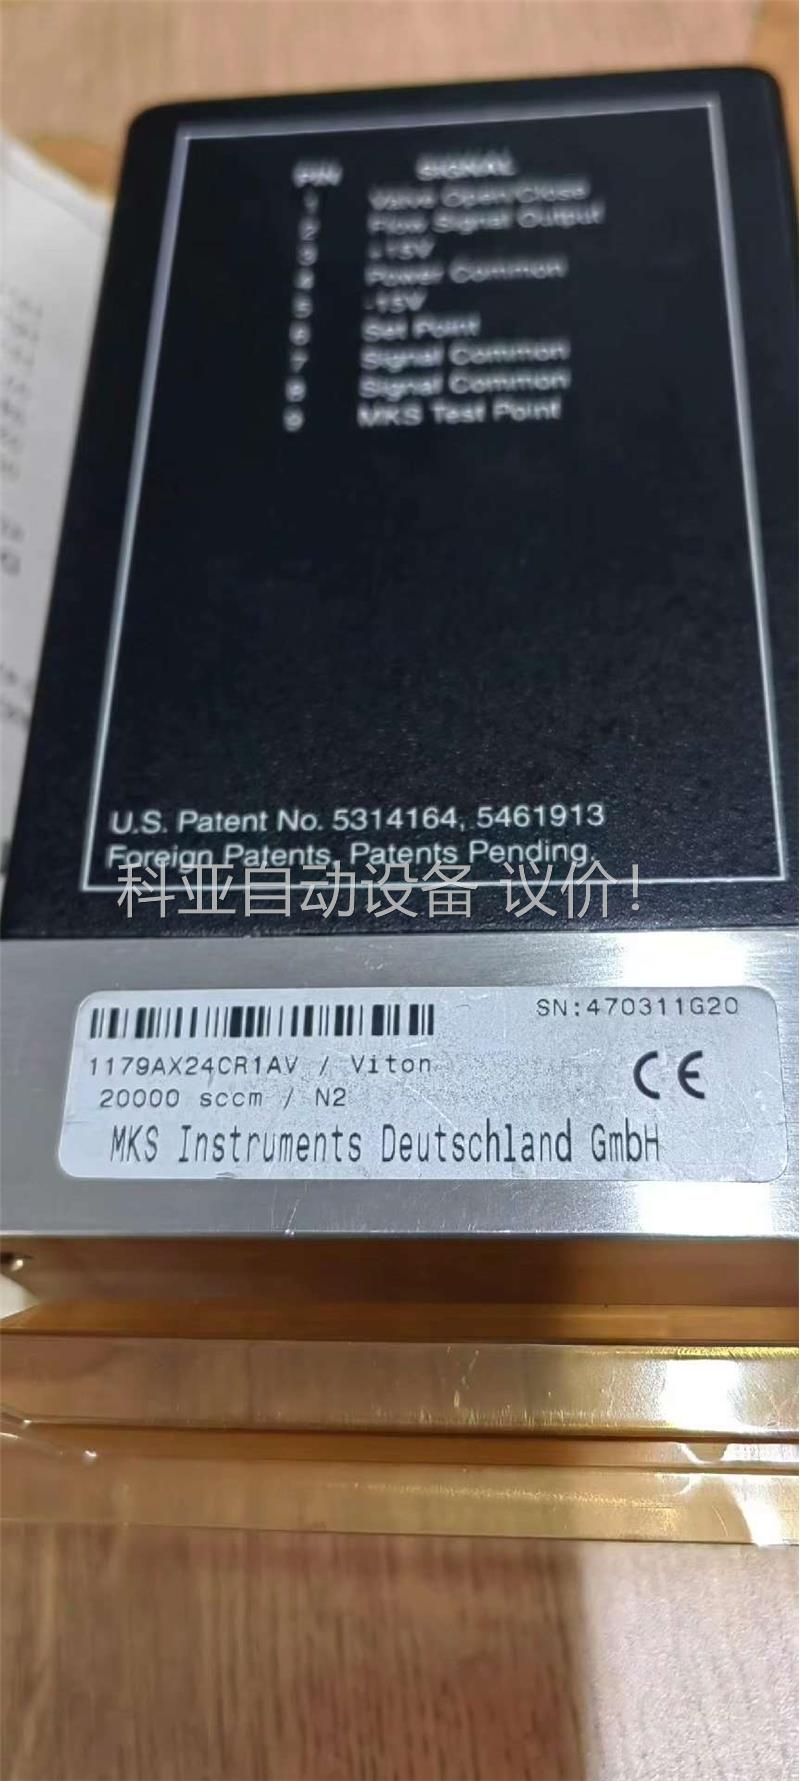 PIN SIGNAL
1 Valve Open/Close
2 Flow Signal Output
3 +15V
4 Power Common
5 -15V
6 Set Point
7 Signal Common
8 Signal Common
9 MKS Test Point
U.S. Patent No. 5314164, 5461913
Foreign Patents, Patents Pending.
科亚自动设备 议价!
SN:470311G20
1179AX24CR1AV / Viton
20000 sccm / N2
MKS Instruments Deutschland GmbH